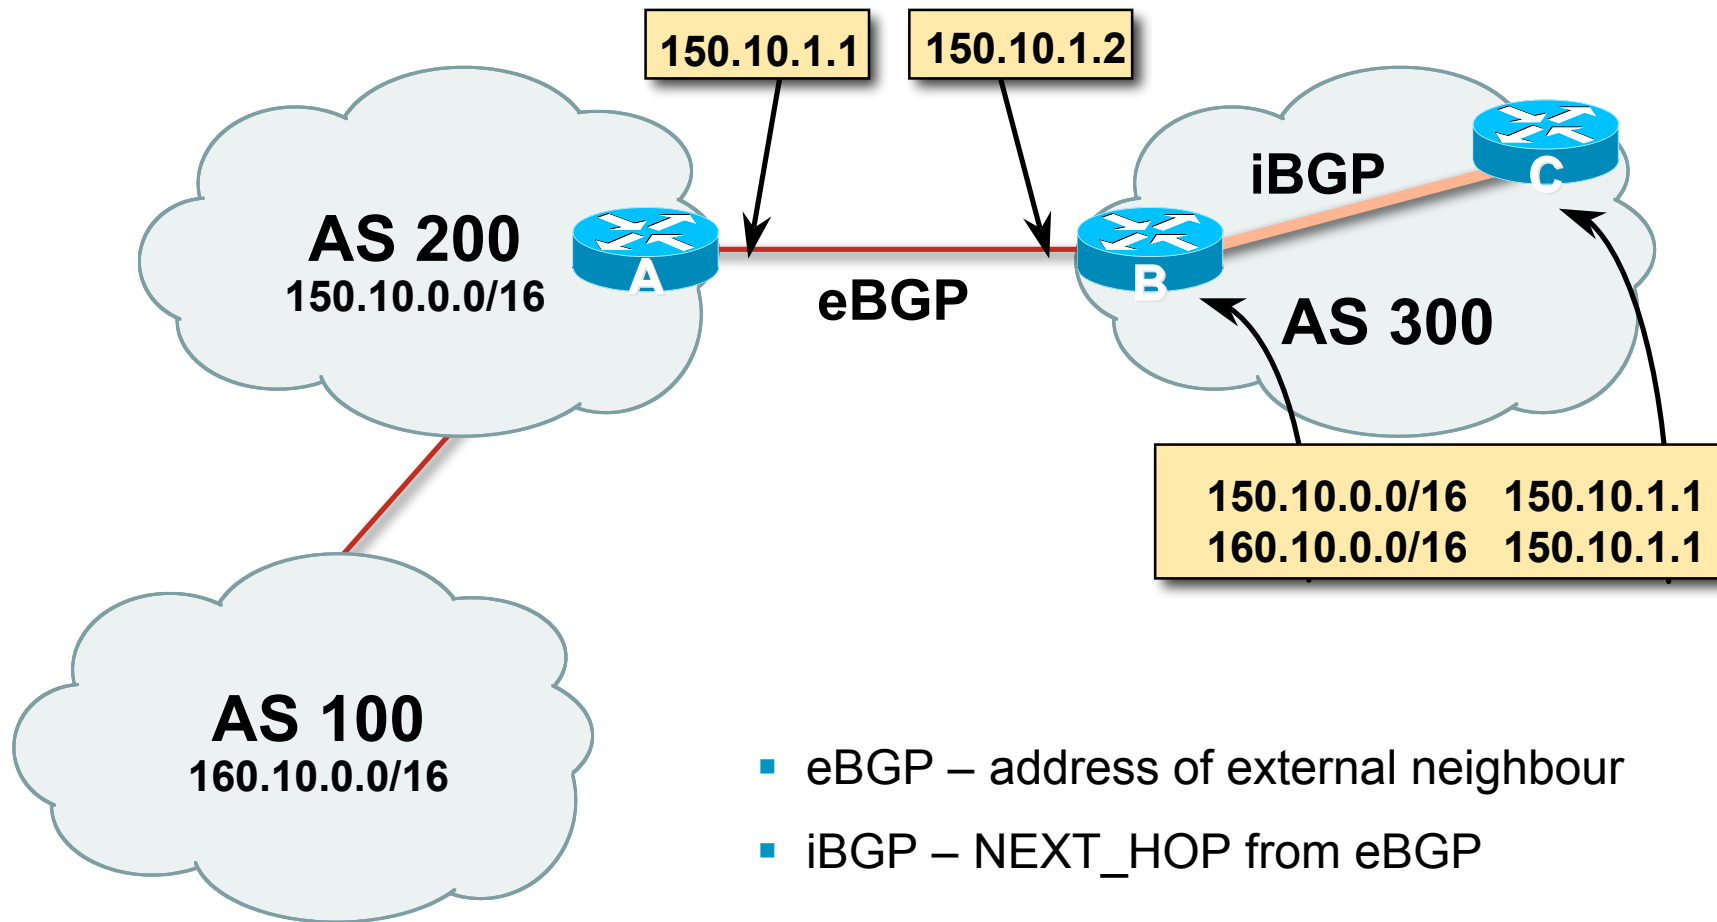 150.10.1.1
150.10.1.2
iBGP
C
AS 200
150.10.0.0/16
A
eBGP
B
AS 300
150.10.0.0/16 150.10.1.1
160.10.0.0/16 150.10.1.1
AS 100
160.10.0.0/16
▪ eBGP – address of external neighbour
▪ iBGP – NEXT_HOP from eBGP